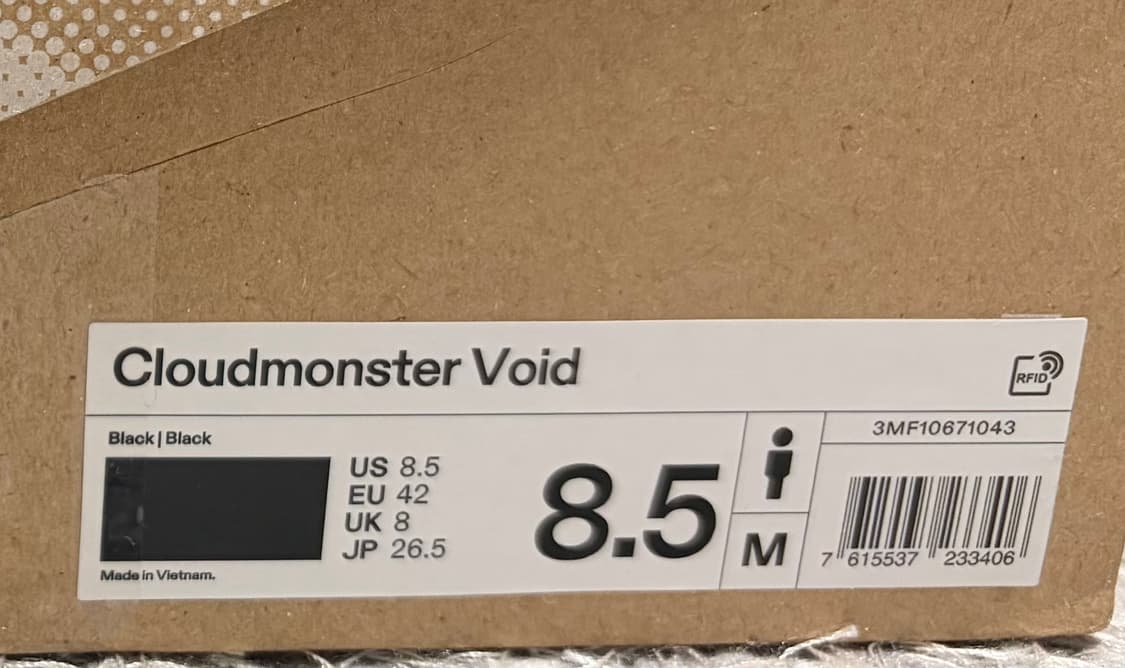 Cloudmonster Void
RFID
Black | Black
US 8.5
EU 42
UK 8
JP 26.5
Made in Vietnam.
8.5
M
3MF10671043
7 615537 233406